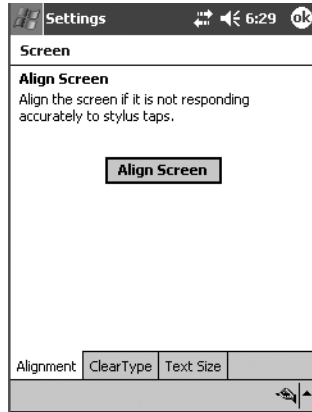 Settings 6:29 ok
Screen
Align Screen
Align the screen if it is not responding
accurately to stylus taps.
Align Screen
Alignment ClearType Text Size